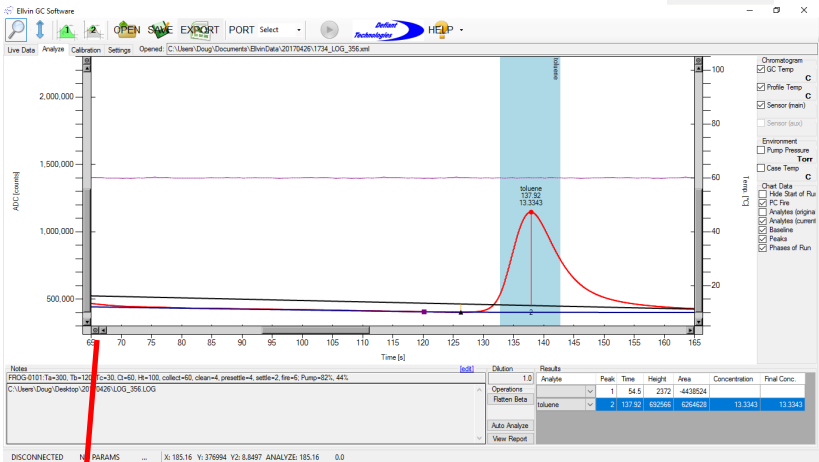 Ellvin GC Software
1 2 OPEN SAVE EXPORT PORT Select Defiant Technologies HELP
Live Data Analyze Calibration Settings Opened: C:\Users\Doug\Documents\EllvinData\20170426\1734_LOG_356.xml
Chromatogram
GC Temp
C
Profile Temp
C
Sensor (main)
Sensor (aux)
Environment
Pump Pressure
Torr
Case Temp
C
Chart Data
Hide Start of Ru
PC Fire
Analytes (origina
Analytes (current
Baseline
Peaks
Phases of Run
ADC [counts]
2,000,000
1,500,000
1,000,000
500,000
toluene
toluene
137.92
13.3343
2
100
80
60
40
20
Temp. [°C]
65 70 75 80 85 90 95 100 105 110 115 120 125 130 135 140 145 150 155 160 165
Time [s]
Notes [edit]
FROG-0101:Ta=300, Tb=120, Tc=30, Ct=60, Ht=100, collect=60, clean=4, presettle=4, settle=2, fire=6; Pump=82%, 44%
C:\Users\Doug\Desktop\20170426\LOG_356.LOG
Dilution
1.0
Operations
Flatten Beta
Auto Analyze
View Report
Results
Analyte Peak Time Height Area Concentration Final Conc.
1 54.5 2372 -4438524
toluene 2 137.92 692566 6264628 13.3343 13.3343
DISCONNECTED PARAMS ... X: 185.16 Y: 376994 Y2: 8.8497 ANALYZE: 185.16 0.0